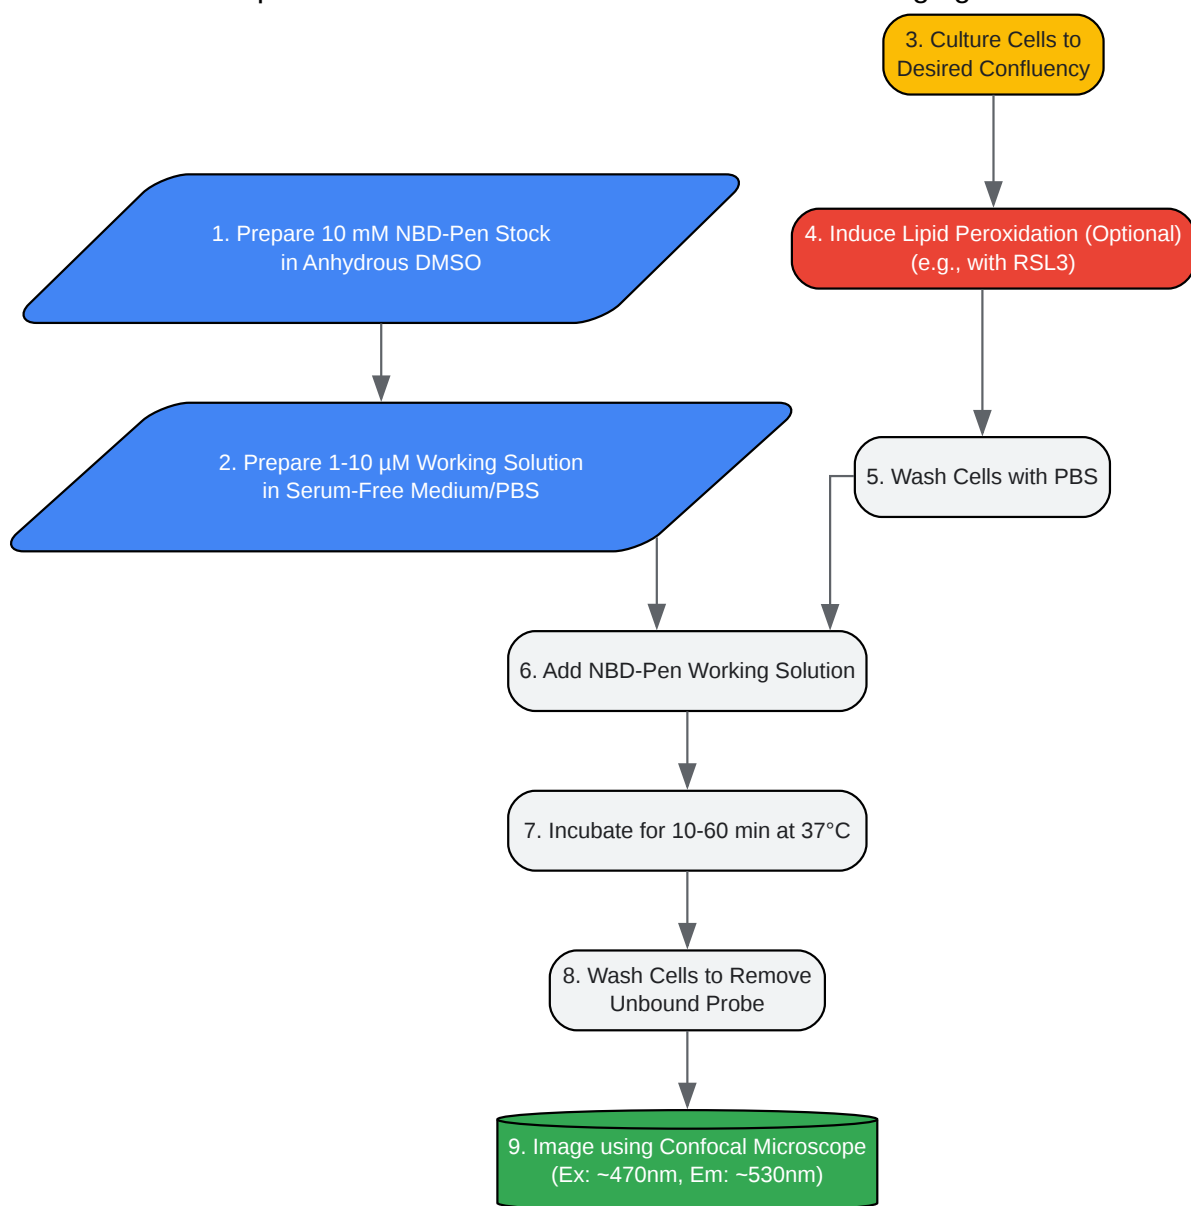 3. Culture Cells to
Desired Confluency
1. Prepare 10 mM NBD-Pen Stock
in Anhydrous DMSO
4. Induce Lipid Peroxidation (Optional)
(e.g., with RSL3)
2. Prepare 1-10 µM Working Solution
in Serum-Free Medium/PBS
5. Wash Cells with PBS
6. Add NBD-Pen Working Solution
7. Incubate for 10-60 min at 37°C
8. Wash Cells to Remove
Unbound Probe
9. Image using Confocal Microscope
(Ex: ~470nm, Em: ~530nm)